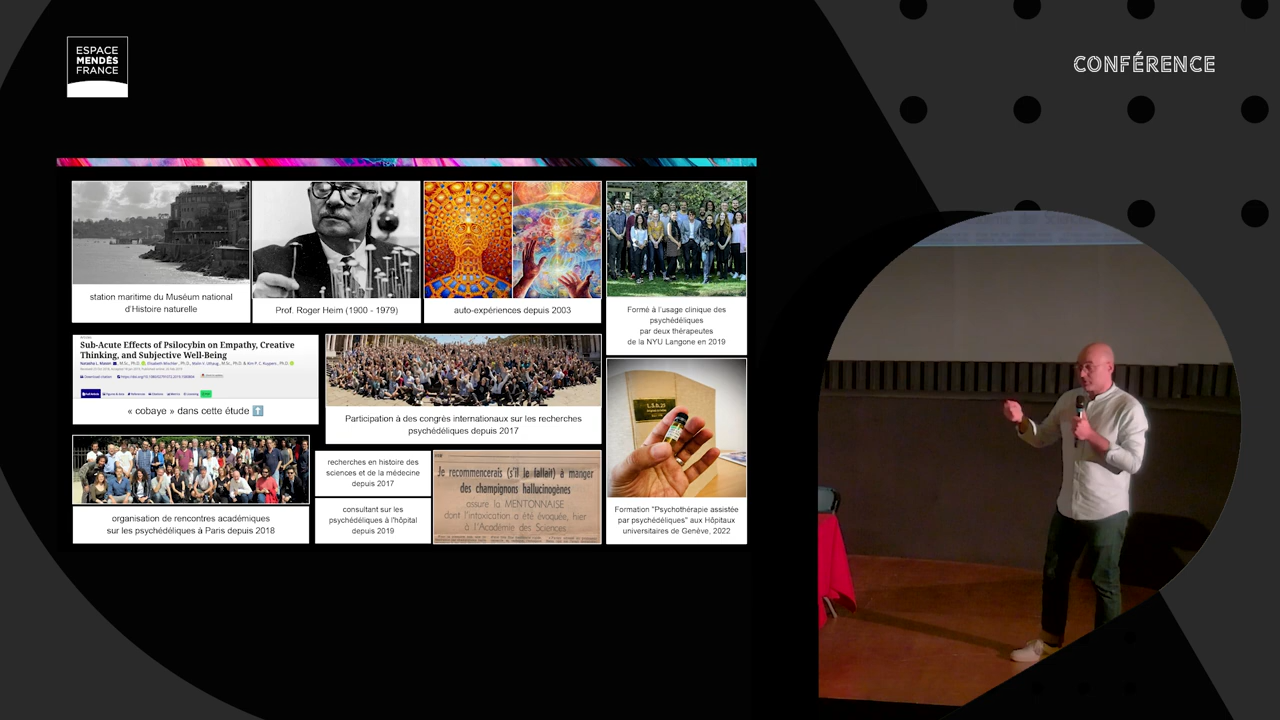 ESPACE
MENDÈS
FRANCE
CONFÉRENCE
station maritime du Muséum national
d'Histoire naturelle
Prof. Roger Heim (1900 - 1979)
auto-expériences depuis 2003
Formé à l'usage clinique des
psychédéliques
par deux thérapeutes
de la NYU Langone en 2019
Sub-Acute Effects of Psilocybin on Empathy, Creative
Thinking, and Subjective Well-Being
« cobaye » dans cette étude
Participation à des congrès internationaux sur les recherches
psychédéliques depuis 2017
organisation de rencontres académiques
sur les psychédéliques à Paris depuis 2018
recherches en histoire des
sciences et de la médecine
depuis 2017
consultant sur les
psychédéliques à l'hôpital
depuis 2019
Je recommencerais (s'il le fallait) à manger
des champignons hallucinogènes
assure la MENTONNAISE
dont l'intoxication a été évoquée, hier
à l'Académie des Sciences
L.S.D. 25
Formation "Psychothérapie assistée
par psychédéliques" aux Hôpitaux
universitaires de Genève, 2022